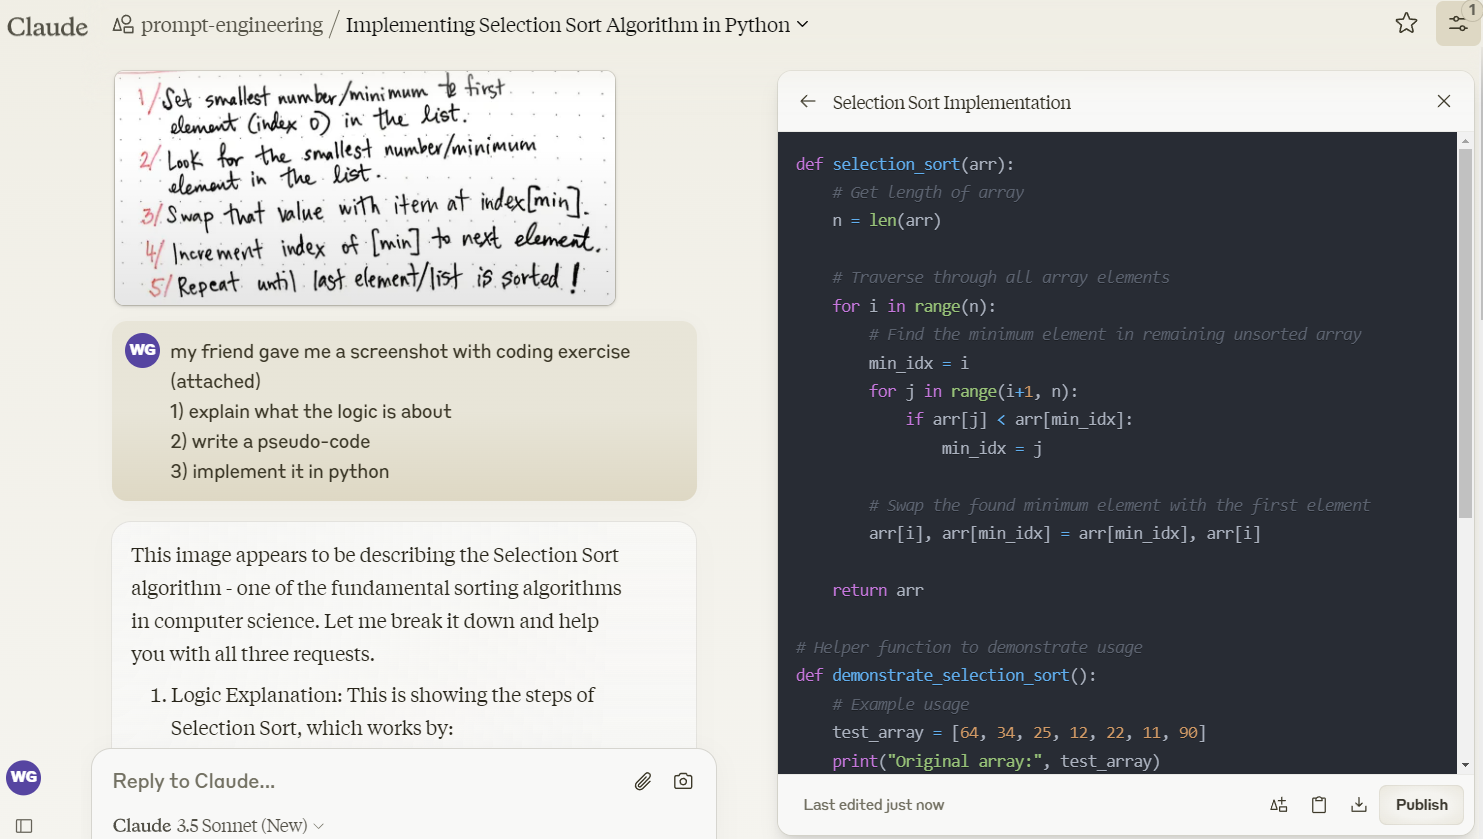 Claude
prompt-engineering / Implementing Selection Sort Algorithm in Python
1
1/ Set smallest number/minimum to first
element (index 0) in the list.
2/ Look for the smallest number/minimum
element in the list.
3/ Swap that value with item at index[min].
4/ Increment index of [min] to next element.
5/ Repeat until last element/list is sorted!
WG
my friend gave me a screenshot with coding exercise
(attached)
1) explain what the logic is about
2) write a pseudo-code
3) implement it in python
This image appears to be describing the Selection Sort
algorithm - one of the fundamental sorting algorithms
in computer science. Let me break it down and help
you with all three requests.
1. Logic Explanation: This is showing the steps of
Selection Sort, which works by:
WG
Reply to Claude...
Claude 3.5 Sonnet (New)
Selection Sort Implementation
def selection_sort(arr):
# Get length of array
n = len(arr)
# Traverse through all array elements
for i in range(n):
# Find the minimum element in remaining unsorted array
min_idx = i
for j in range(i+1, n):
if arr[j] < arr[min_idx]:
min_idx = j
# Swap the found minimum element with the first element
arr[i], arr[min_idx] = arr[min_idx], arr[i]
return arr
# Helper function to demonstrate usage
def demonstrate_selection_sort():
# Example usage
test_array = [64, 34, 25, 12, 22, 11, 90]
print("Original array:", test_array)
Last edited just now
Publish